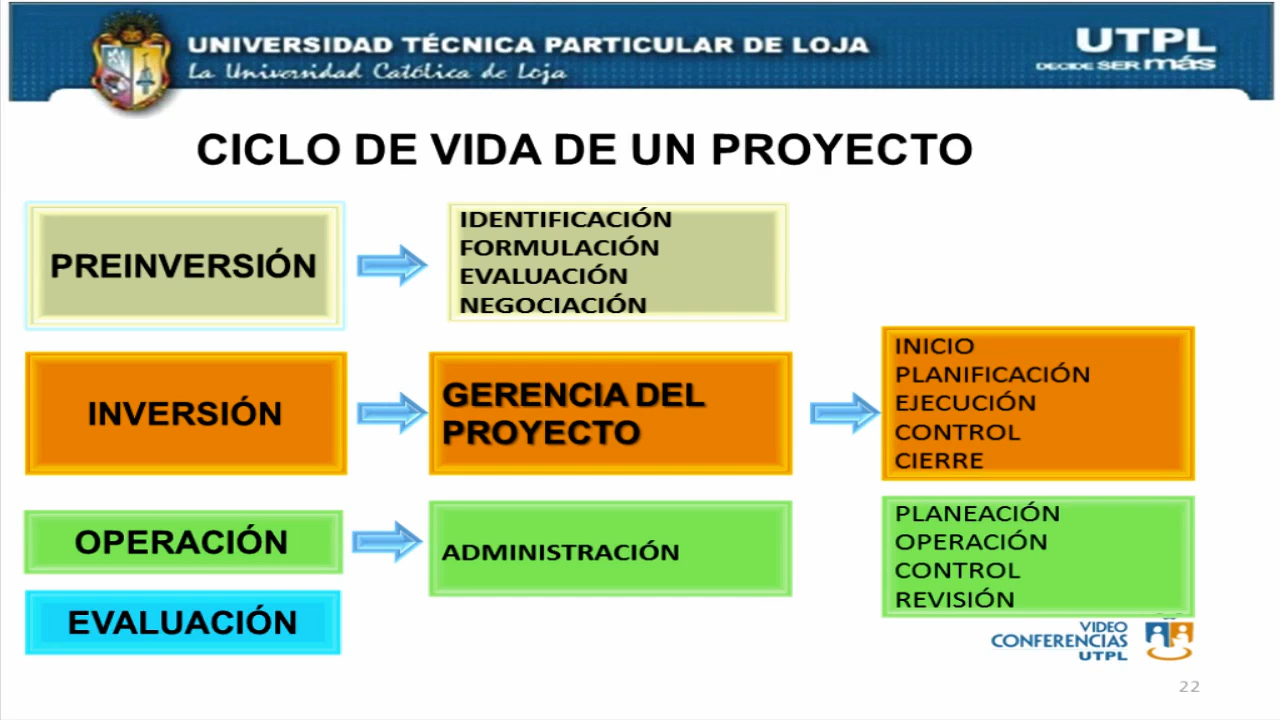 UNIVERSIDAD TÉCNICA PARTICULAR DE LOJA
La Universidad Católica de Loja
UTPL
DECIDE SER más
CICLO DE VIDA DE UN PROYECTO
PREINVERSIÓN
IDENTIFICACIÓN
FORMULACIÓN
EVALUACIÓN
NEGOCIACIÓN
INVERSIÓN
GERENCIA DEL
PROYECTO
INICIO
PLANIFICACIÓN
EJECUCIÓN
CONTROL
CIERRE
OPERACIÓN
ADMINISTRACIÓN
PLANEACIÓN
OPERACIÓN
CONTROL
REVISIÓN
EVALUACIÓN
VIDEO
CONFERENCIAS
UTPL
22